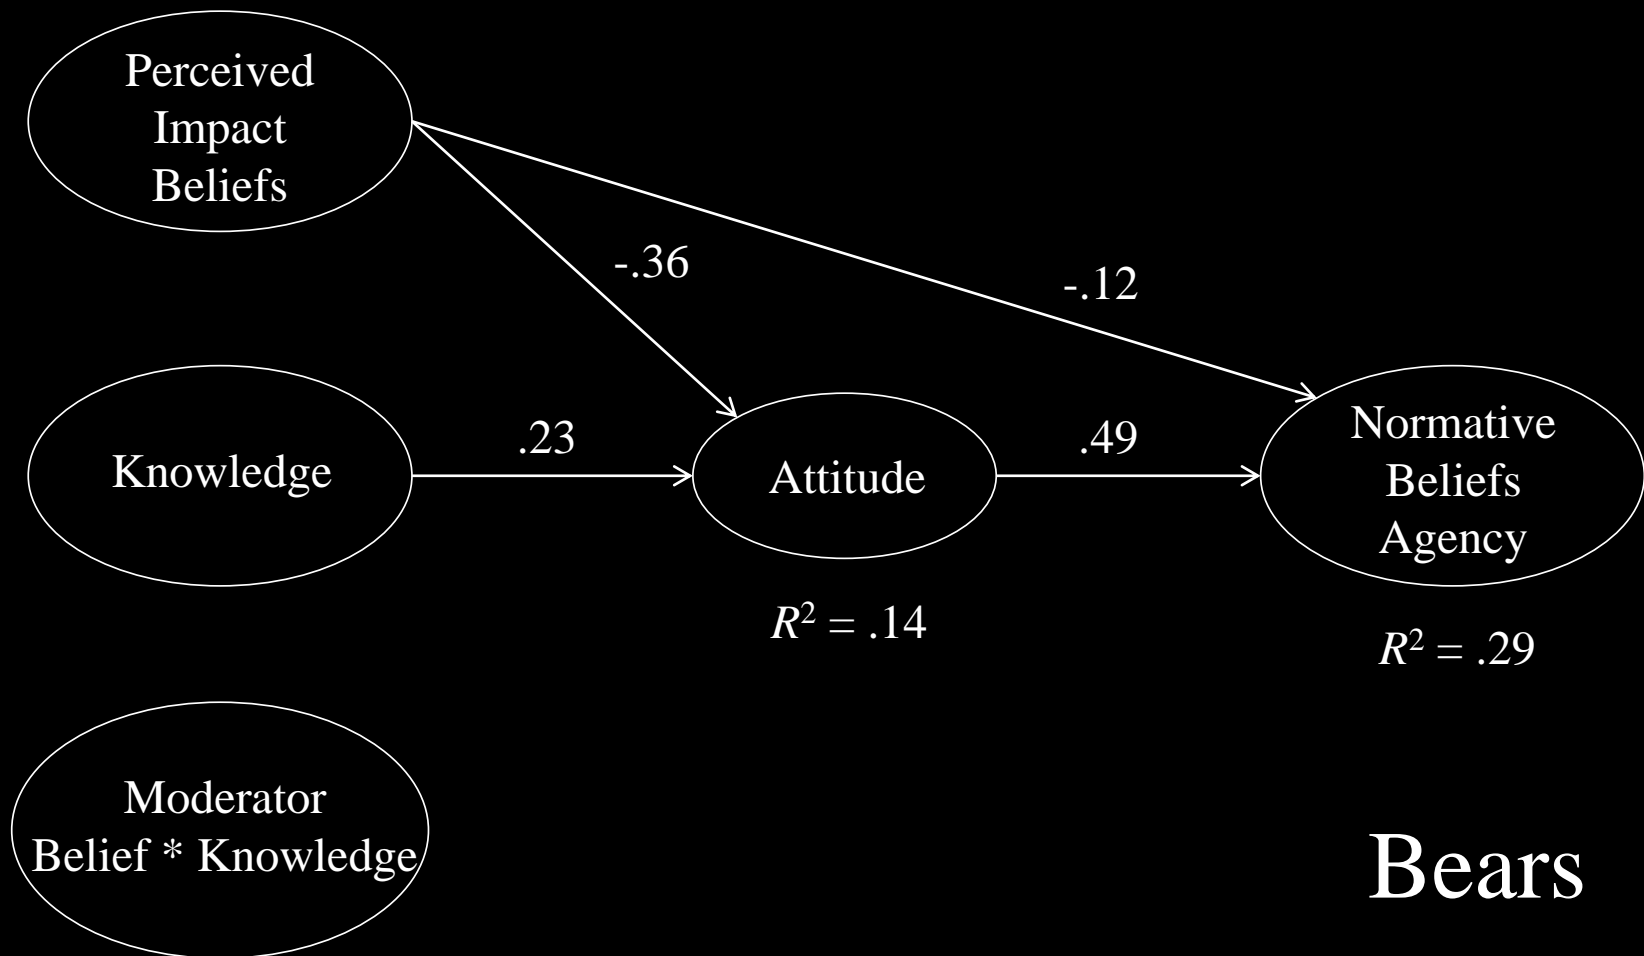 Perceived
Impact
Beliefs
-.36
-.12
Knowledge
.23
Attitude
.49
Normative
Beliefs
Agency
R² = .14
R² = .29
Moderator
Belief * Knowledge
Bears